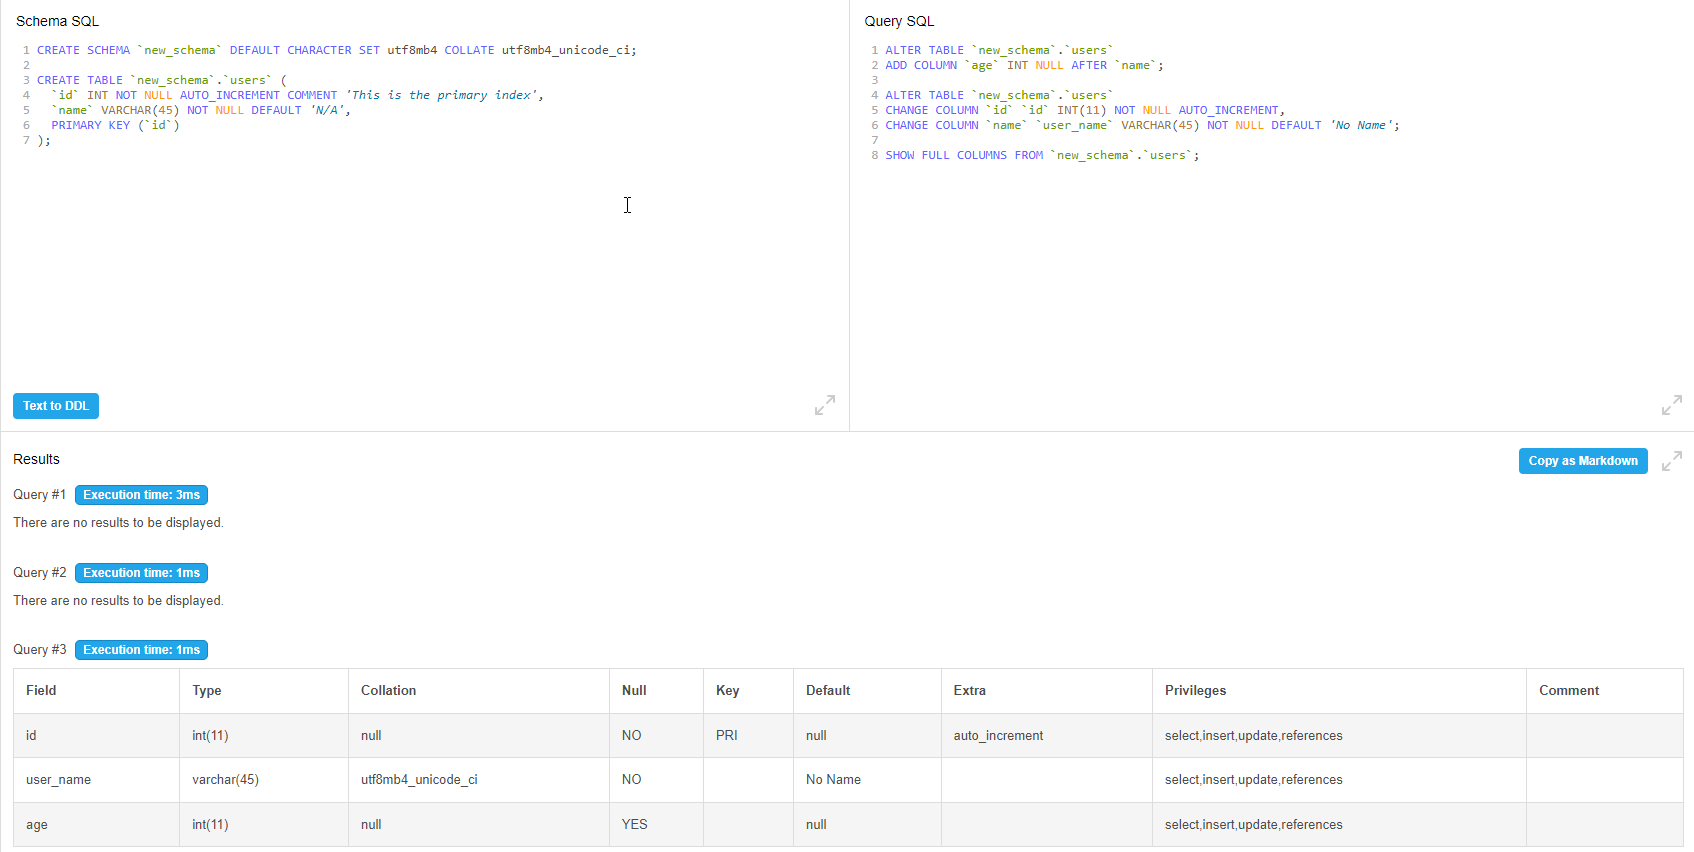 Schema SQL
1 CREATE SCHEMA `new_schema` DEFAULT CHARACTER SET utf8mb4 COLLATE utf8mb4_unicode_ci;
2
3 CREATE TABLE `new_schema`.`users` (
4   `id` INT NOT NULL AUTO_INCREMENT COMMENT 'This is the primary index',
5   `name` VARCHAR(45) NOT NULL DEFAULT 'N/A',
6   PRIMARY KEY (`id`)
7 );
Text to DDL
Query SQL
1 ALTER TABLE `new_schema`.`users`
2 ADD COLUMN `age` INT NULL AFTER `name`;
3
4 ALTER TABLE `new_schema`.`users`
5 CHANGE COLUMN `id` `id` INT(11) NOT NULL AUTO_INCREMENT,
6 CHANGE COLUMN `name` `user_name` VARCHAR(45) NOT NULL DEFAULT 'No Name';
7
8 SHOW FULL COLUMNS FROM `new_schema`.`users`;
Results
Copy as Markdown
Query #1 Execution time: 3ms
There are no results to be displayed.
Query #2 Execution time: 1ms
There are no results to be displayed.
Query #3 Execution time: 1ms
Field Type Collation Null Key Default Extra Privileges Comment
id int(11) null NO PRI null auto_increment select,insert,update,references
user_name varchar(45) utf8mb4_unicode_ci NO No Name select,insert,update,references
age int(11) null YES null select,insert,update,references